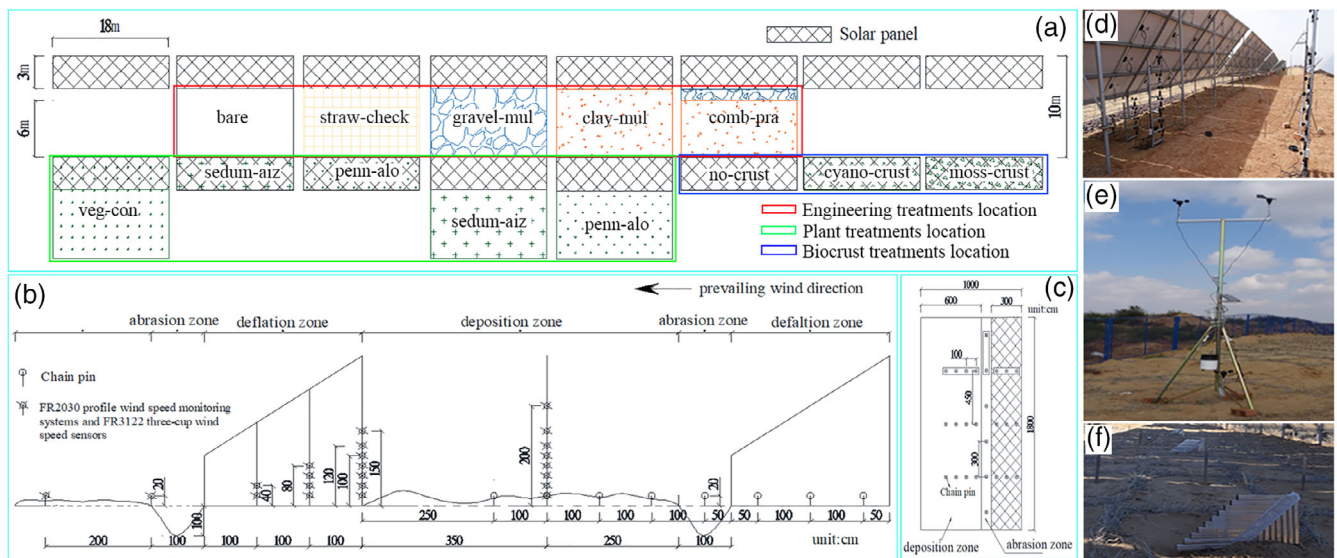 (a)
18m
Solar panel
3m
6m
10m
bare
straw-check
gravel-mul
clay-mul
comb-pra
sedum-aiz
penn-alo
no-crust
cyano-crust
moss-crust
veg-con
sedum-aiz
penn-alo
Engineering treatments location
Plant treatments location
Biocrust treatments location
(b)
prevailing wind direction
abrasion zone
deflation zone
deposition zone
abrasion zone
defaltion zone
Chain pin
FR2030 profile wind speed monitoring
systems and FR3122 three-cup wind
speed sensors
20
100
40
80
120
100
150
200
20
250
100
100
100
100
50
50
100
100
50
200
100
100
100
100
350
250
100
unit:cm
(c)
1000
600
300
unit:cm
100
450
300
1800
Chain pin
deposition zone
abrasion zone
(d)
(e)
(f)